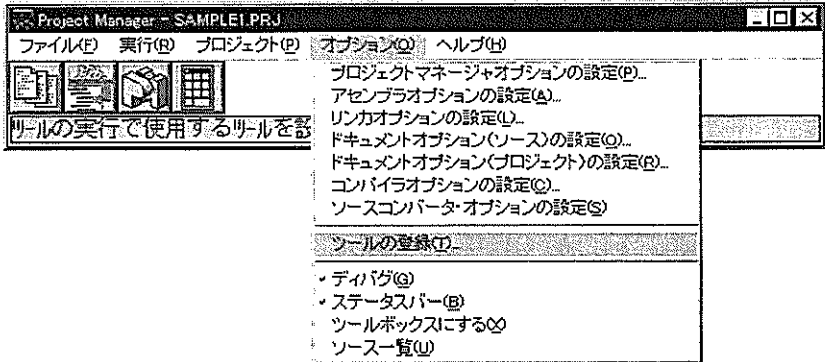 Project Manager - SAMPLE1.PRJ
ファイル(F) 実行(R) プロジェクト(P) オプション(O) ヘルプ(H)
プロジェクトマネージャオプションの設定(P)...
アセンブラオプションの設定(A)...
リンカオプションの設定(L)...
ツールの実行で使用するツールを設
ドキュメントオプション(ソース)の設定(O)...
ドキュメントオプション(プロジェクト)の設定(R)...
コンパイラオプションの設定(C)...
ソースコンバータ・オプションの設定(S)
ツールの登録(T)...
ディバグ(G)
ステータスバー(B)
ツールボックスにする(X)
ソース一覧(U)